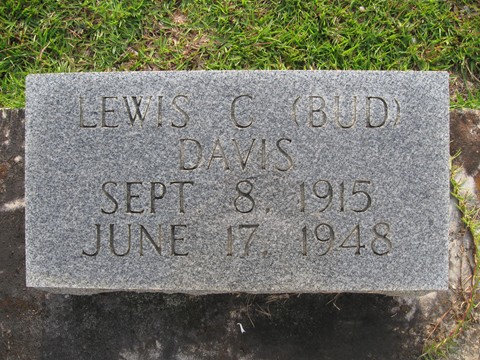 LEWIS C (BUD)
DAVIS
SEPT 8, 1915
JUNE 17, 1948